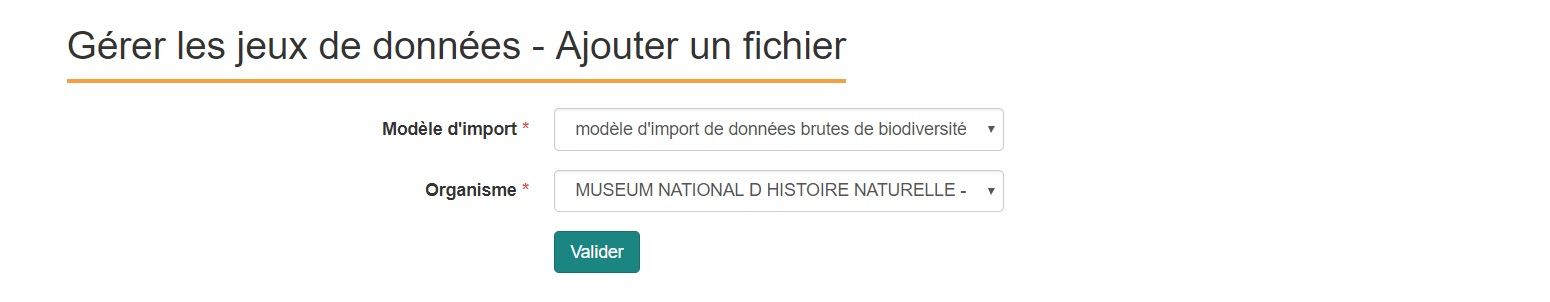 Gérer les jeux de données - Ajouter un fichier
Modèle d'import * modèle d'import de données brutes de biodiversité
Organisme * MUSEUM NATIONAL D HISTOIRE NATURELLE -
Valider